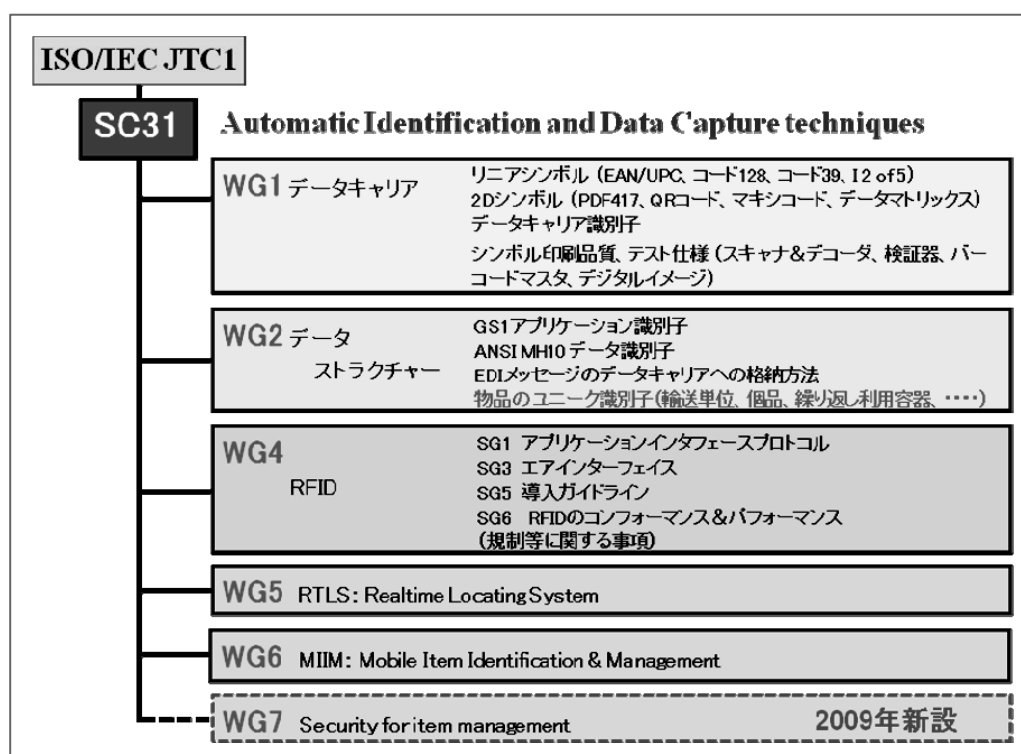 ISO/IEC JTC1
SC31 Automatic Identification and Data Capture techniques
WG1 データキャリア
リニアシンボル (EAN/UPC、コード128、コード39、I2 of5)
2Dシンボル (PDF417、QRコード、マキシコード、データマトリックス)
データキャリア識別子
シンボル印刷品質、テスト仕様 (スキャナ&デコーダ、検証器、バー
コードマスタ、デジタルイメージ)
WG2 データ
ストラクチャー
GS1アプリケーション識別子
ANSI MH10 データ識別子
EDIメッセージのデータキャリアへの格納方法
物品のユニーク識別子(輸送単位、個品、繰り返し利用容器、････)
WG4
RFID
SG1 アプリケーションインタフェースプロトコル
SG3 エアインターフェイス
SG5 導入ガイドライン
SG6 RFIDのコンフォーマンス&パフォーマンス
(規制等に関する事項)
WG5 RTLS: Realtime Locating System
WG6 MIIM: Mobile Item Identification & Management
WG7 Security for item management 2009年新設